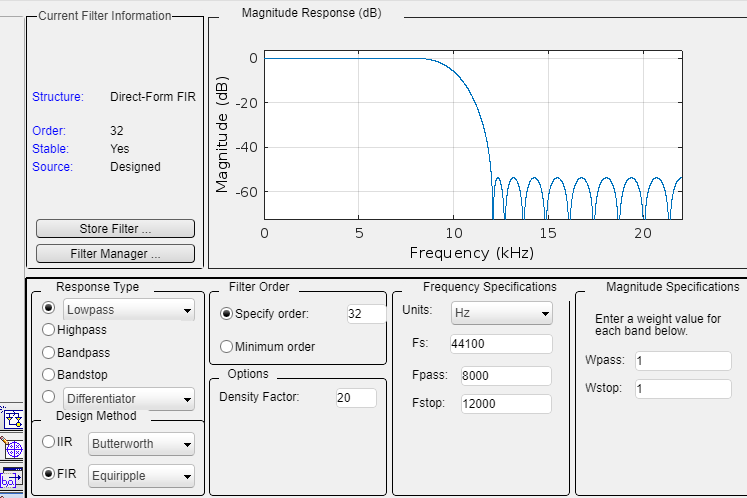 Current Filter Information
Structure: Direct-Form FIR
Order: 32
Stable: Yes
Source: Designed
Store Filter ...
Filter Manager ...
Magnitude Response (dB)
Magnitude (dB)
0
-20
-40
-60
0 5 10 15 20
Frequency (kHz)
Response Type
Lowpass
Highpass
Bandpass
Bandstop
Differentiator
Design Method
IIR Butterworth
FIR Equiripple
Filter Order
Specify order: 32
Minimum order
Options
Density Factor: 20
Frequency Specifications
Units: Hz
Fs: 44100
Fpass: 8000
Fstop: 12000
Magnitude Specifications
Enter a weight value for
each band below.
Wpass: 1
Wstop: 1